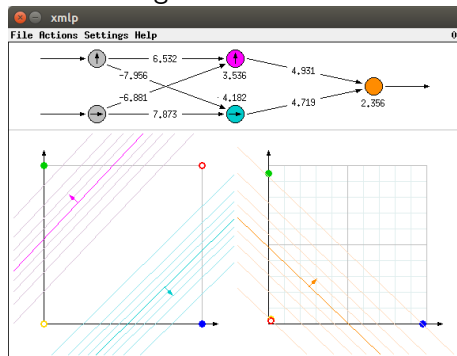 xmlp
File Actions Settings Help 0
6.532
-7.956 3.536 4.931
-6.881 4.182 4.719 2.356
7.873